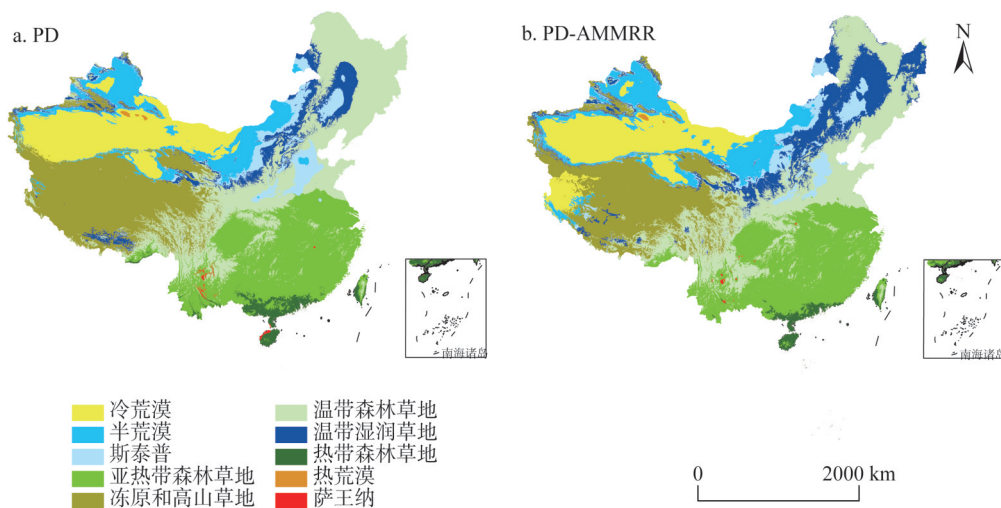 a. PD
b. PD-AMMRR
N
南海诸岛
南海诸岛
冷荒漠
半荒漠
斯泰普
亚热带森林草地
冻原和高山草地
温带森林草地
温带湿润草地
热带森林草地
热荒漠
萨王纳
0 2000 km